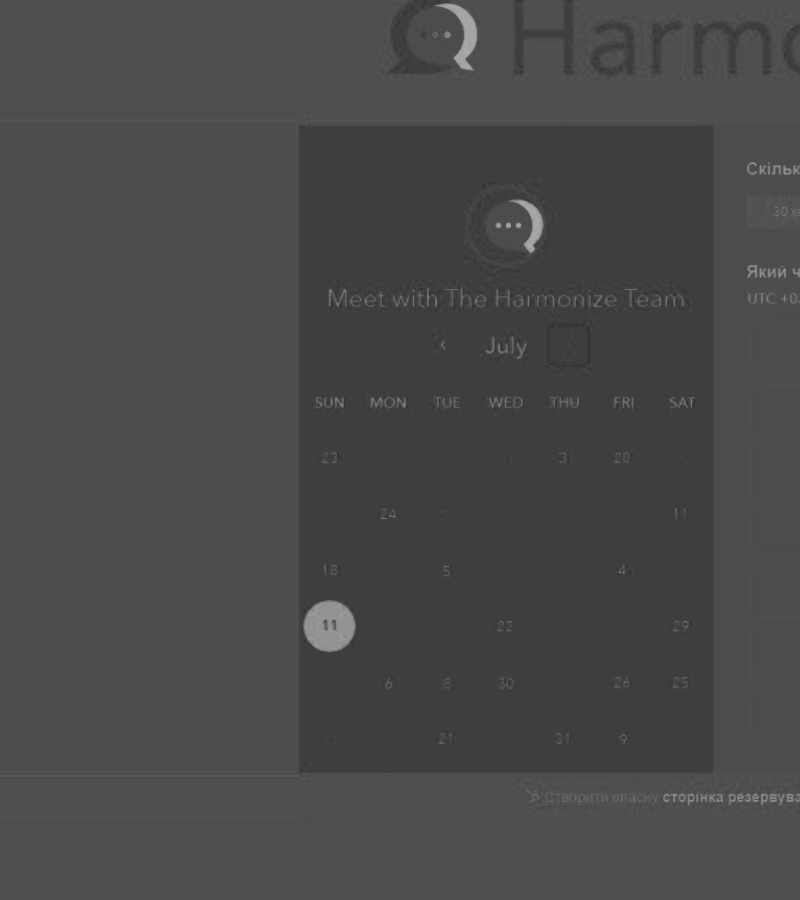 Harmo
Скільк
30 хв
Який ч
UTC +0
Meet with The Harmonize Team
‹ July
SUN MON TUE WED THU FRI SAT
23 3 28
24 11
18 5 4
11 22 29
6 8 30 26 25
21 31 9
Створити власну сторінка резервува